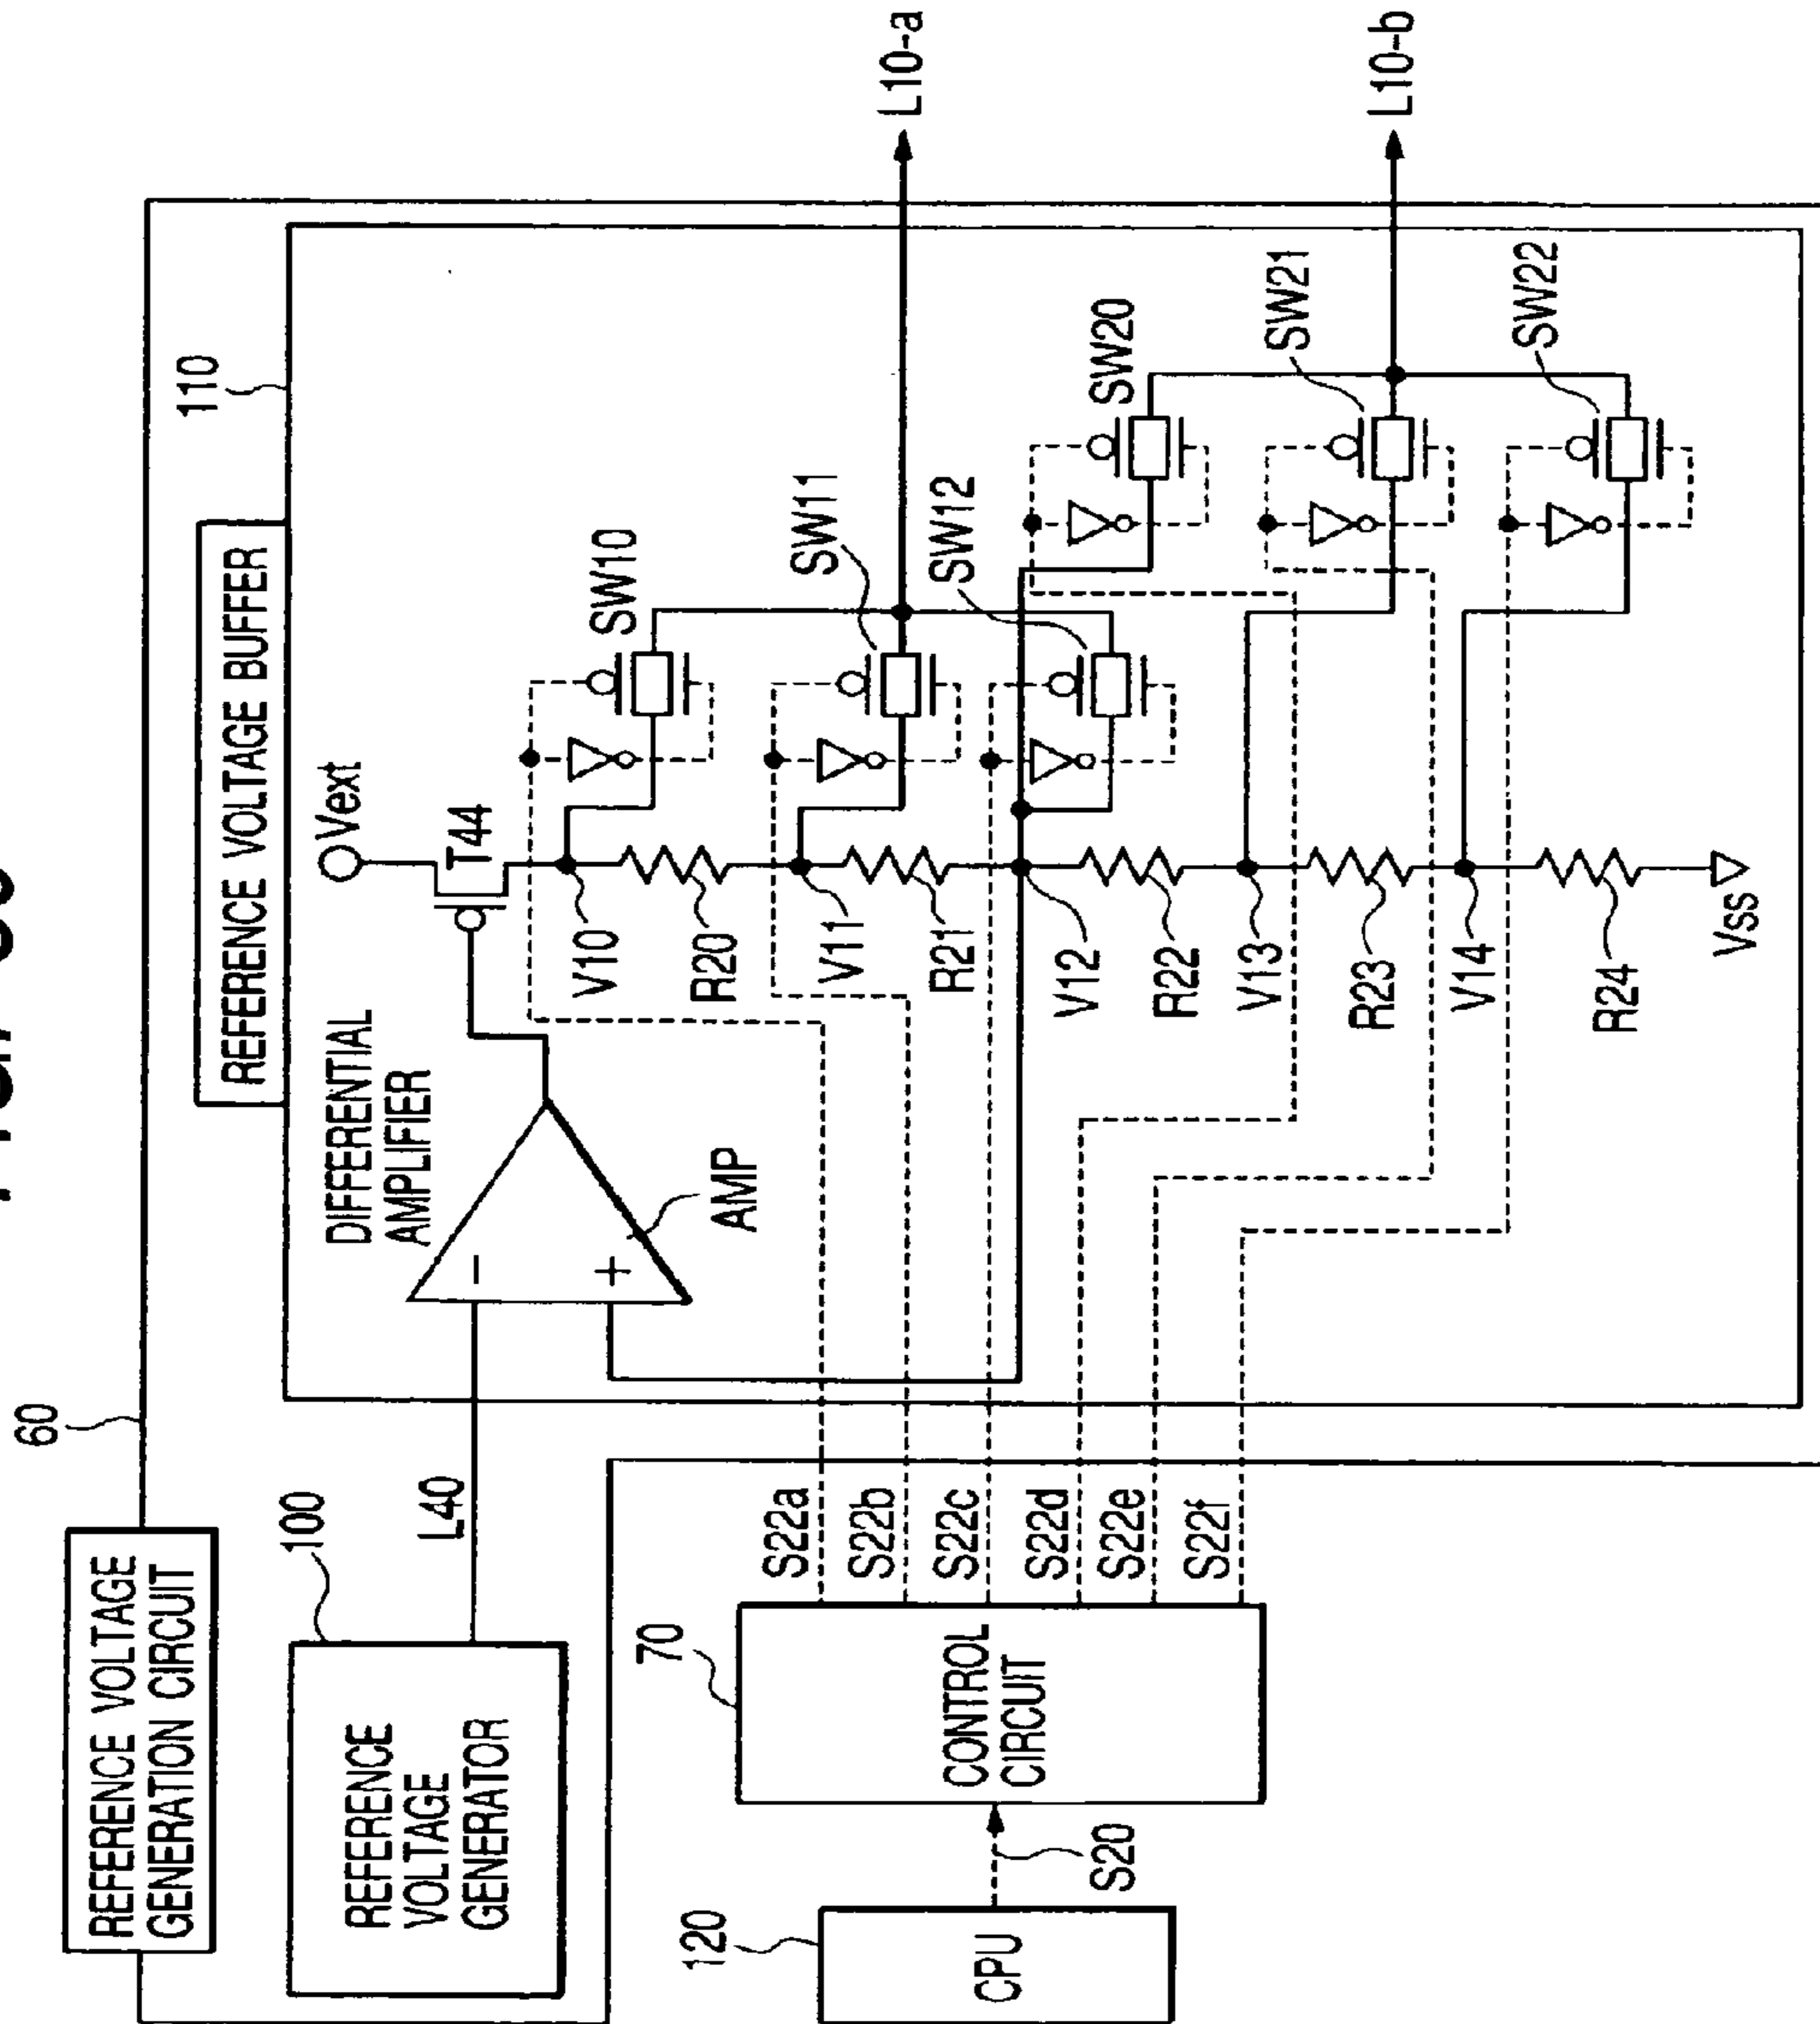 60
REFERENCE VOLTAGE
GENERATION CIRCUIT
REFERENCE VOLTAGE BUFFER
110
100
REFERENCE
VOLTAGE
GENERATOR
L40
DIFFERENTIAL
AMPLIFIER
AMP
−
+
Vext
T44
V10
R20
V11
R21
V12
R22
V13
R23
V14
R24
Vss
SW10
SW11
SW12
SW20
SW21
SW22
L10-a
L10-b
S22a
S22b
S22c
S22d
S22e
S22f
70
CONTROL
CIRCUIT
S20
120
CPU